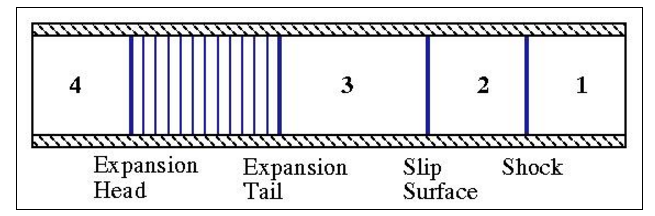 4 3 2 1
Expansion Expansion Slip Shock
Head Tail Surface